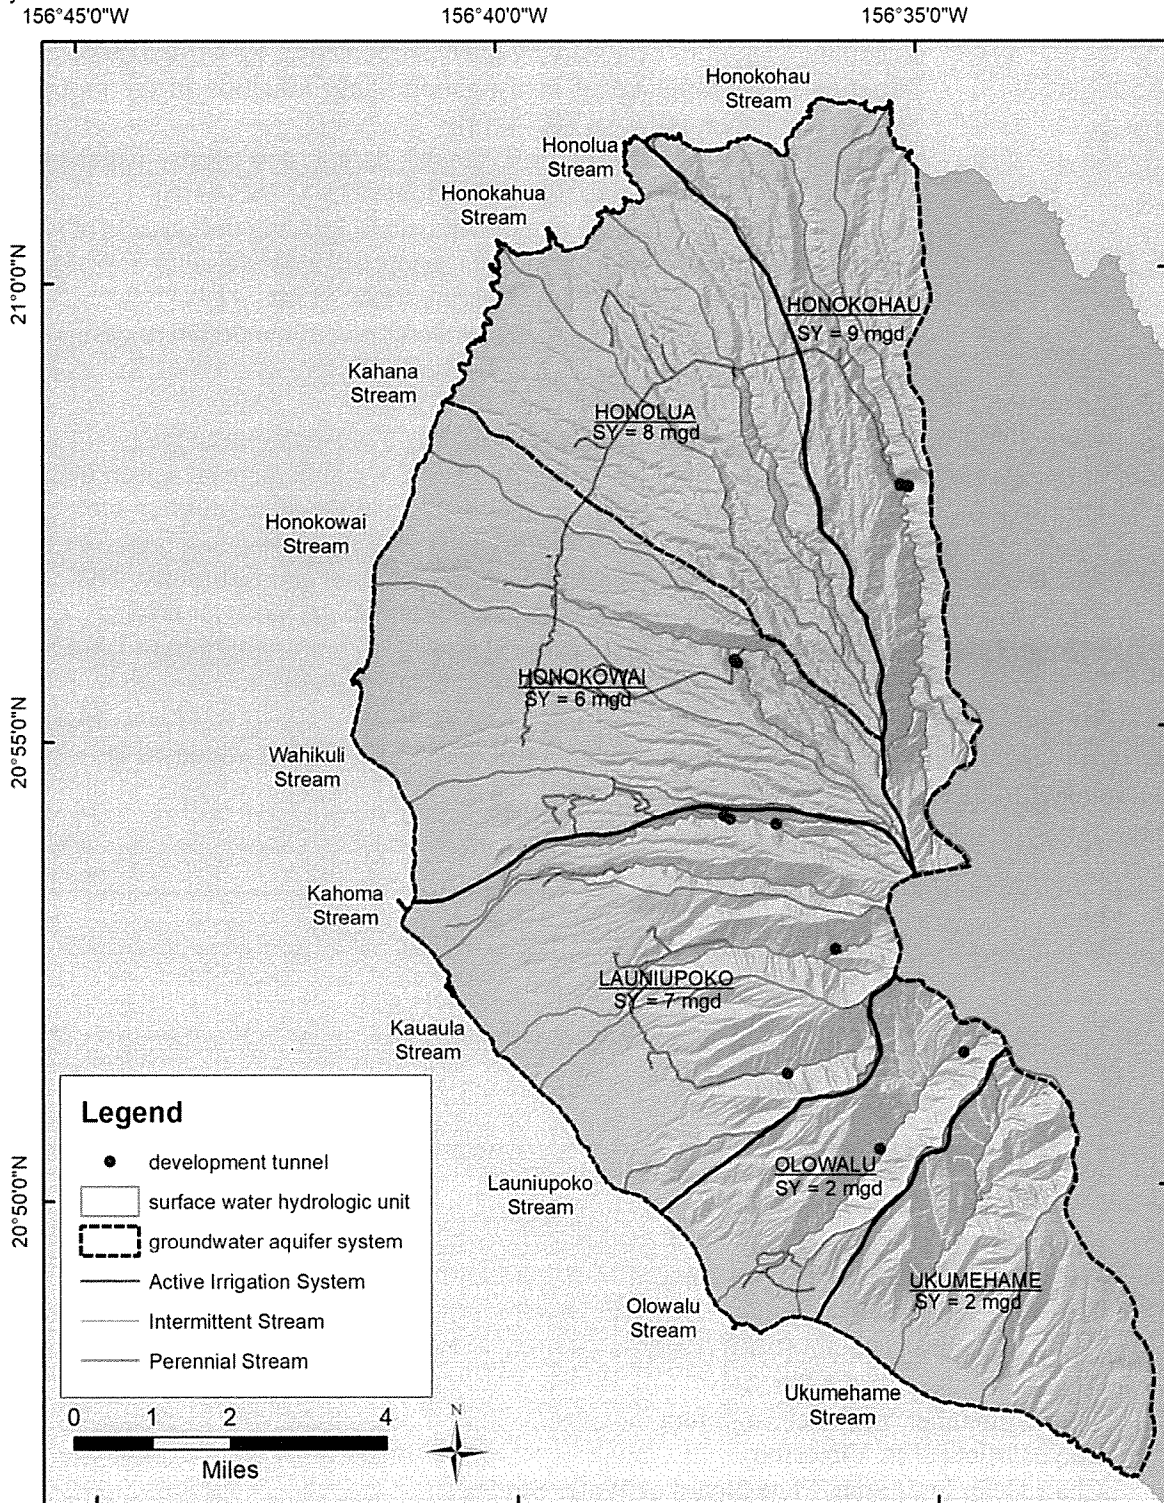 156°45'0"W
156°40'0"W
156°35'0"W
Honokohau
Stream
Honolua
Stream
Honokahua
Stream
21°0'0"N
HONOKOHAU
SY = 9 mgd
Kahana
Stream
HONOLUA
SY = 8 mgd
Honokowai
Stream
HONOKOWAI
SY = 6 mgd
20°55'0"N
Wahikuli
Stream
Kahoma
Stream
LAUNIUPOKO
SY = 7 mgd
Kauaula
Stream
Legend
development tunnel
surface water hydrologic unit
groundwater aquifer system
Active Irrigation System
Intermittent Stream
Perennial Stream
20°50'0"N
Launiupoko
Stream
OLOWALU
SY = 2 mgd
UKUMEHAME
SY = 2 mgd
Olowalu
Stream
Ukumehame
Stream
0 1 2 4
Miles
N